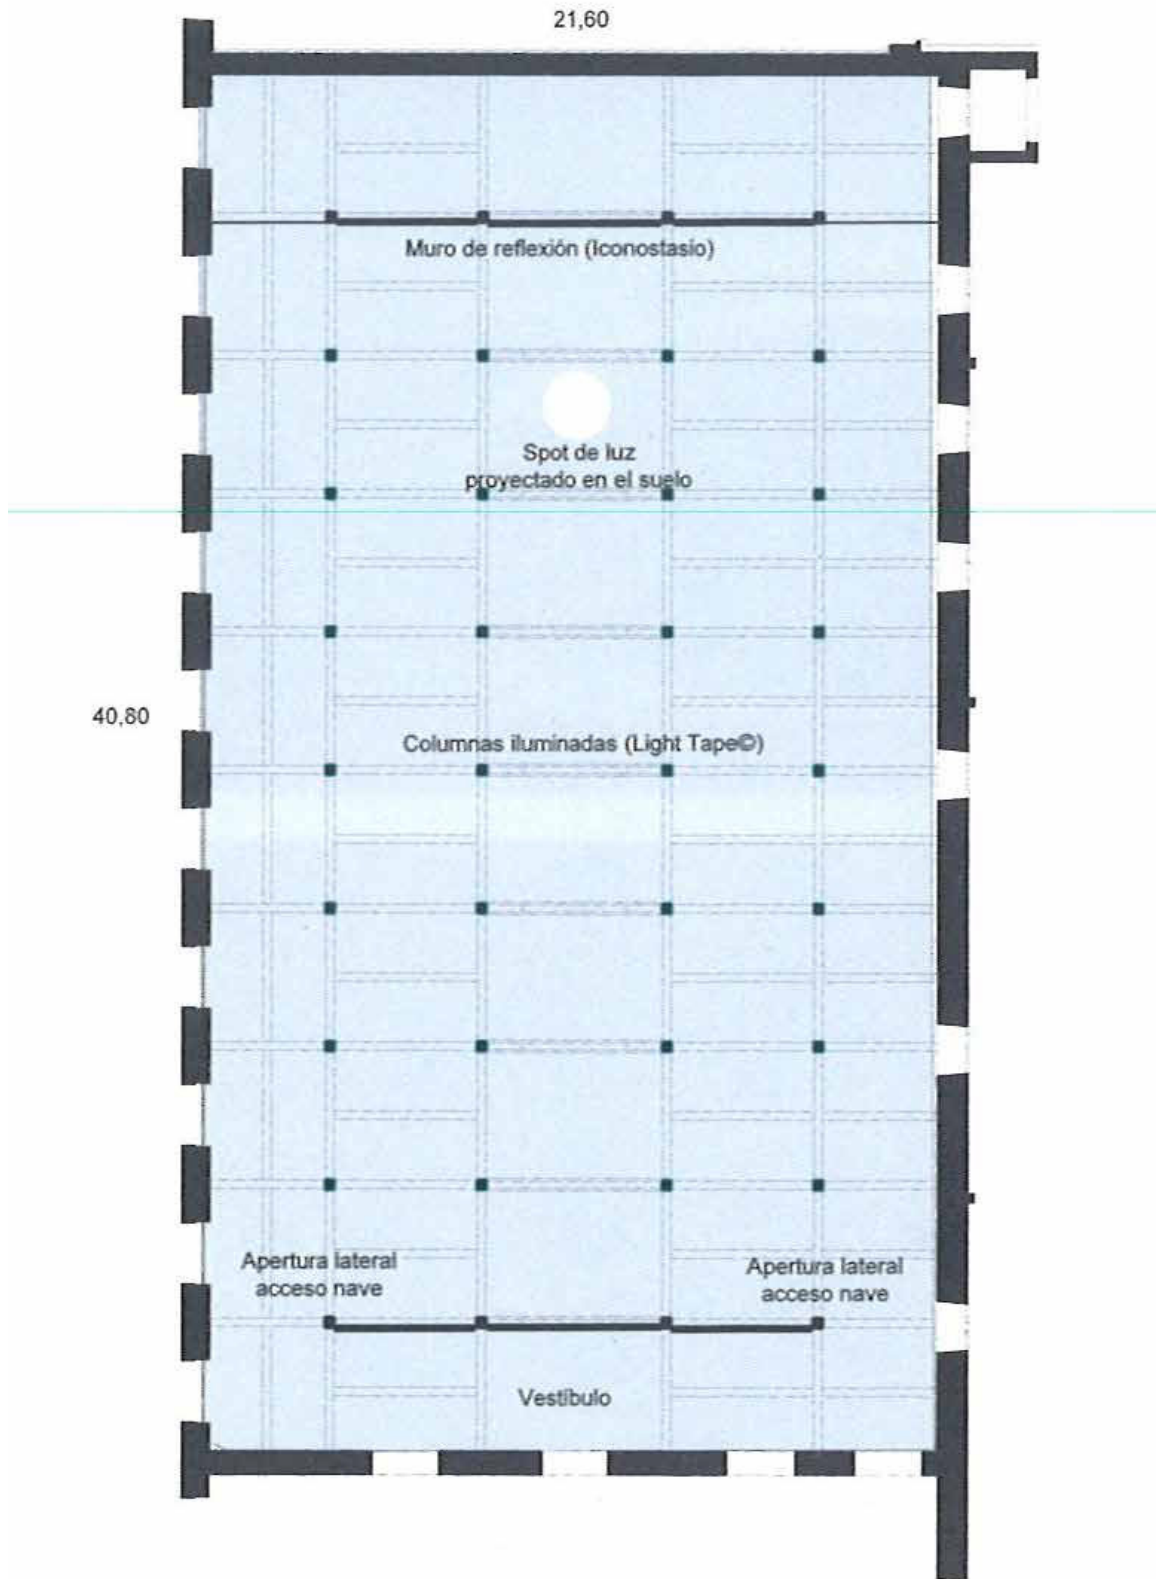 21,60
Muro de reflexión (Iconostasio)
Spot de luz
proyectado en el suelo
40,80
Columnas iluminadas (Light Tape©)
Apertura lateral
acceso nave
Apertura lateral
acceso nave
Vestíbulo